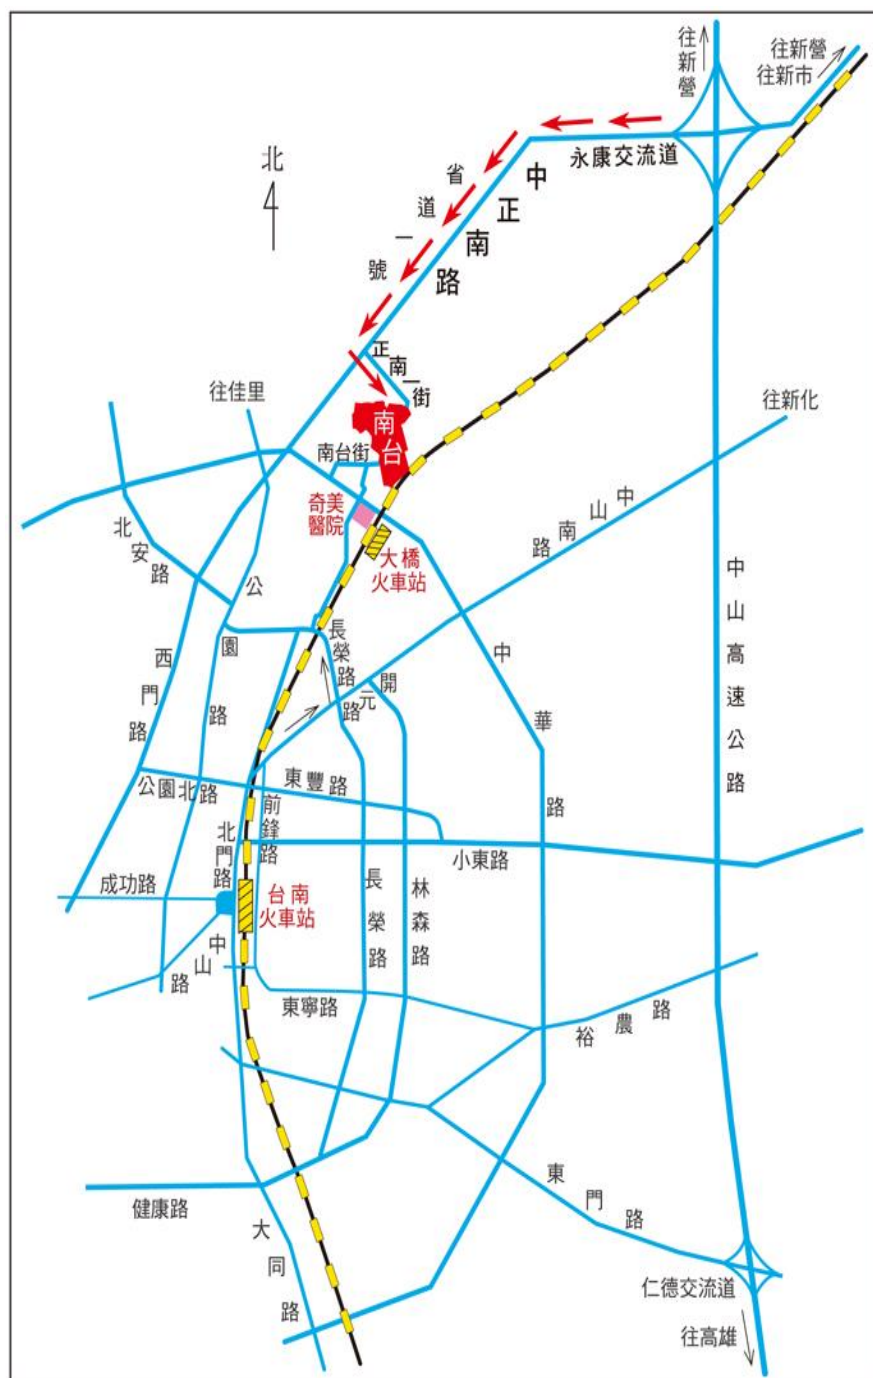 往新營
往新營
往新市
永康交流道
北
省道一號
中正南路
正南一街
往佳里
南台
南台街
往新化
奇美
醫院
大橋
火車站
中山南路
北安路
公園路
長榮路
開元路
中華路
中山高速公路
西門路
公園北路
東豐路
前鋒路
北門路
小東路
成功路
台南
火車站
長榮路
林森路
中山路
東寧路
裕農路
健康路
東門路
大同路
仁德交流道
往高雄